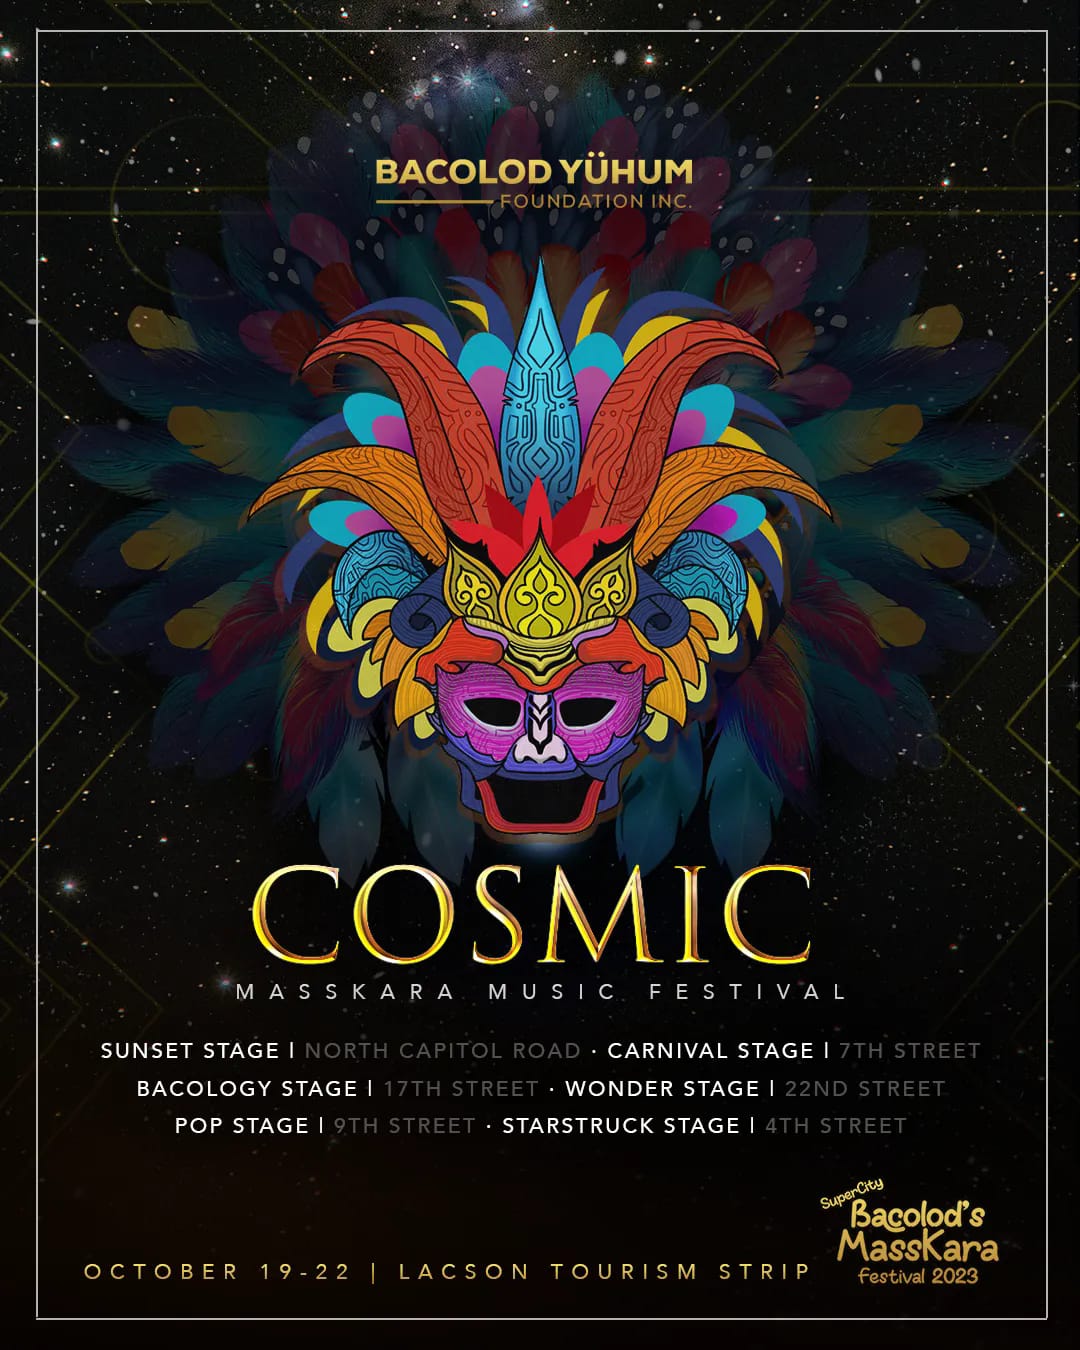 BACOLOD YÜHUM
FOUNDATION INC.
COSMIC
MASSKARA MUSIC FESTIVAL
SUNSET STAGE | NORTH CAPITOL ROAD · CARNIVAL STAGE | 7TH STREET
BACOLOGY STAGE | 17TH STREET · WONDER STAGE | 22ND STREET
POP STAGE | 9TH STREET · STARSTRUCK STAGE | 4TH STREET
SuperCity
Bacolod's
MassKara
festival 2023
OCTOBER 19-22 | LACSON TOURISM STRIP